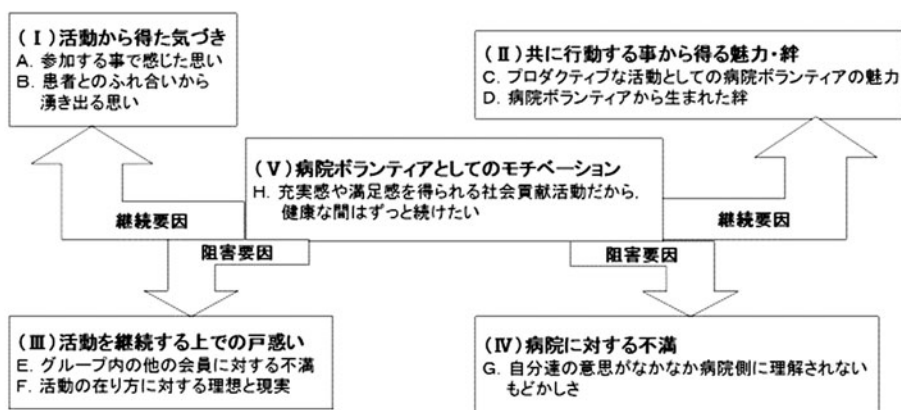 (Ⅰ)活動から得た気づき
A. 参加する事で感じた思い
B. 患者とのふれ合いから
湧き出る思い
(Ⅱ)共に行動する事から得る魅力・絆
C. プロダクティブな活動としての病院ボランティアの魅力
D. 病院ボランティアから生まれた絆
(Ⅴ)病院ボランティアとしてのモチベーション
H. 充実感や満足感を得られる社会貢献活動だから,
健康な間はずっと続けたい
継続要因
継続要因
阻害要因
阻害要因
(Ⅲ)活動を継続する上での戸惑い
E. グループ内の他の会員に対する不満
F. 活動の在り方に対する理想と現実
(Ⅳ)病院に対する不満
G. 自分達の意思がなかなか病院側に理解されない
もどかしさ